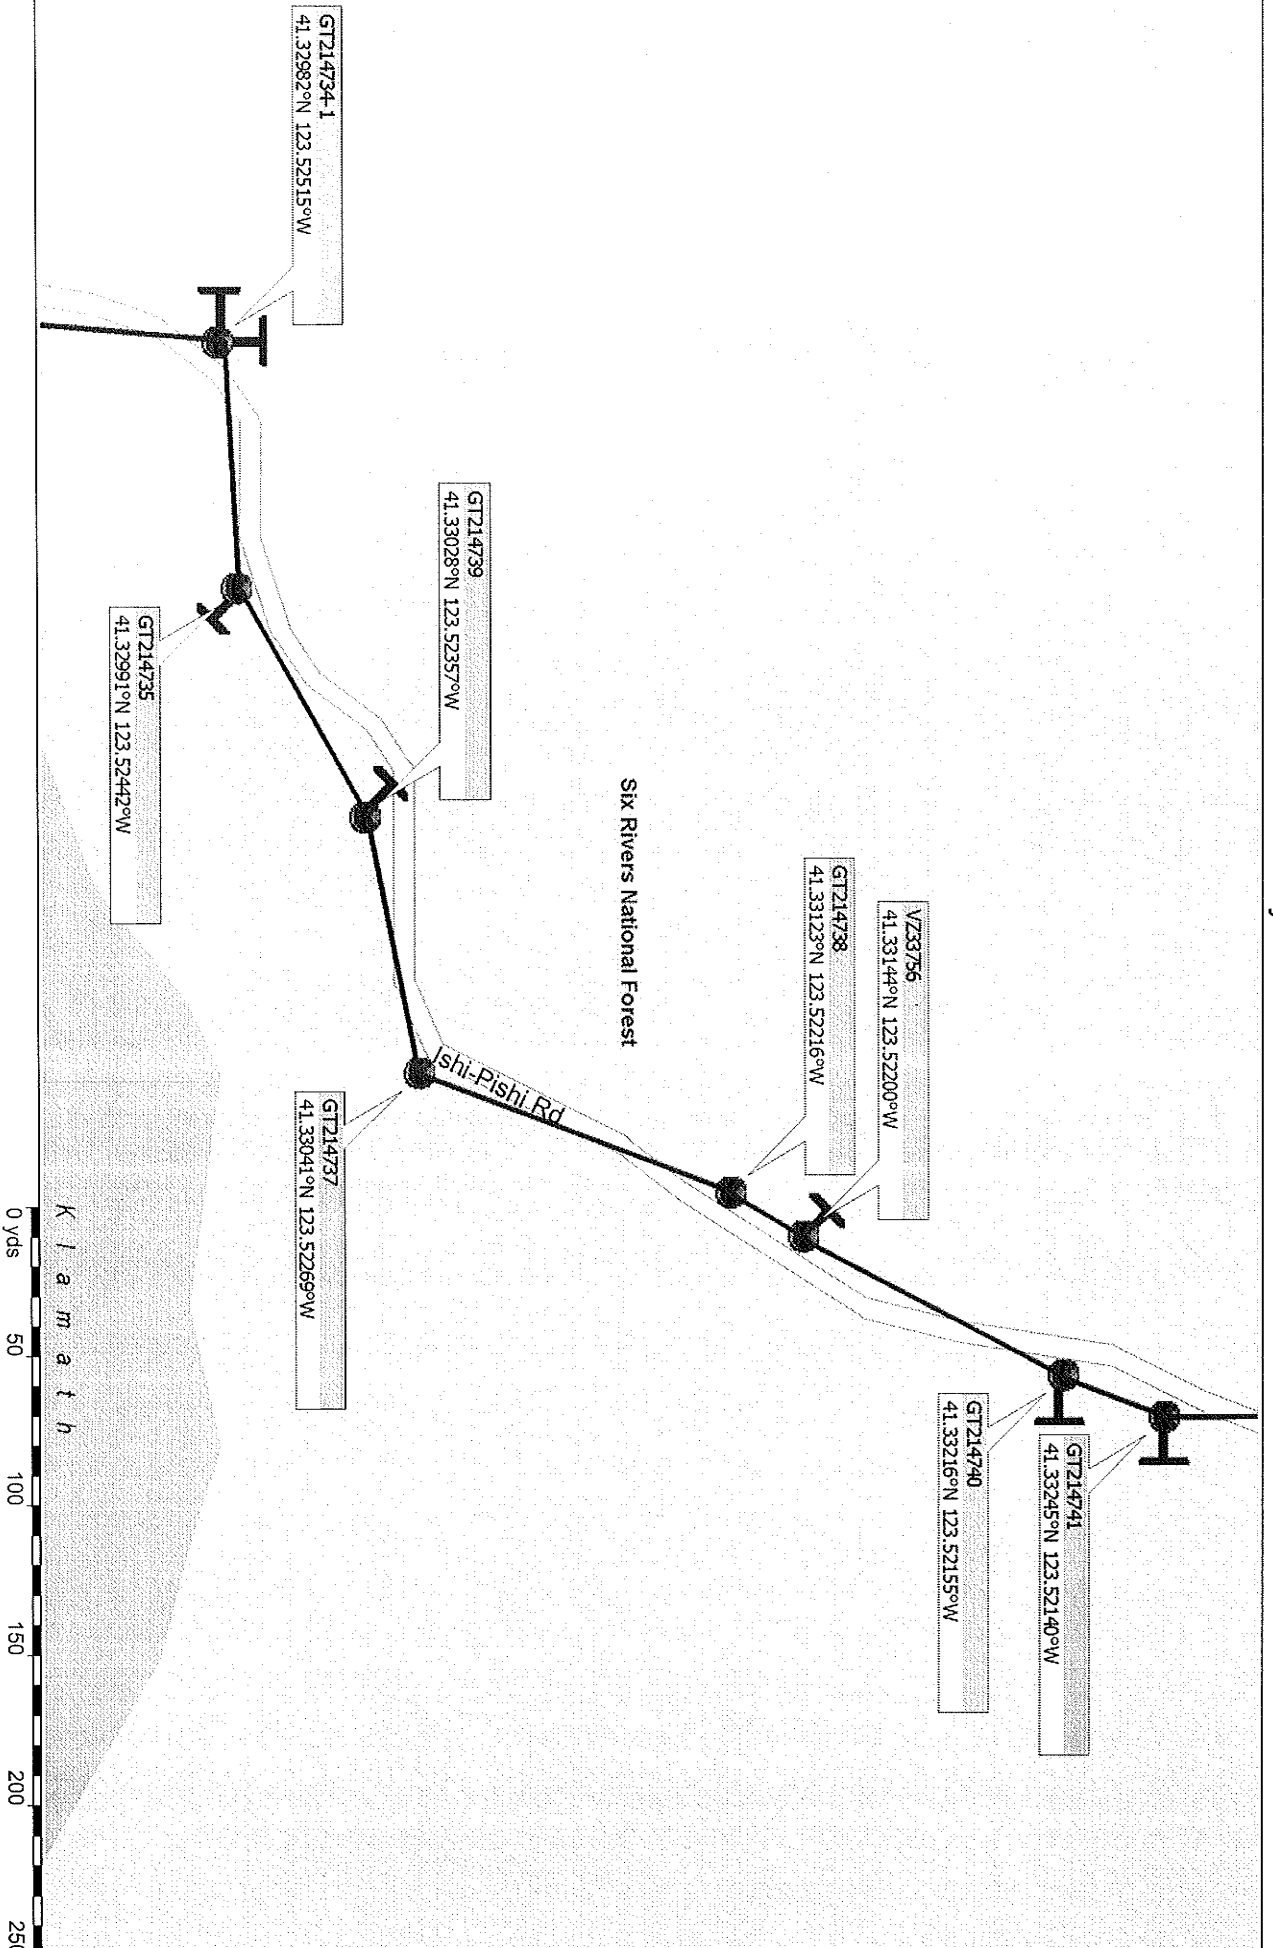 VZ33756
41.33144°N 123.52200°W
GT214741
41.33245°N 123.52140°W
GT214740
41.33216°N 123.52155°W
GT214738
41.33123°N 123.52216°W
Six Rivers National Forest
GT214739
41.33028°N 123.52357°W
Ishi-Pishi Rd
GT214734-1
41.32982°N 123.52515°W
GT214737
41.33041°N 123.52269°W
GT214735
41.32991°N 123.52442°W
Klamath
0 yds 50 100 150 200